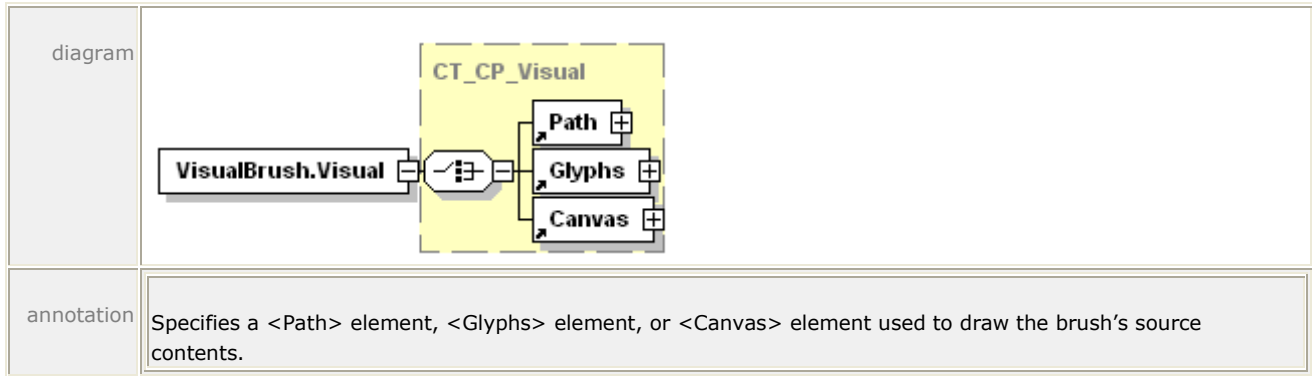 diagram
CT_CP_Visual
Path
VisualBrush.Visual
Glyphs
Canvas
annotation
Specifies a <Path> element, <Glyphs> element, or <Canvas> element used to draw the brush’s source
contents.